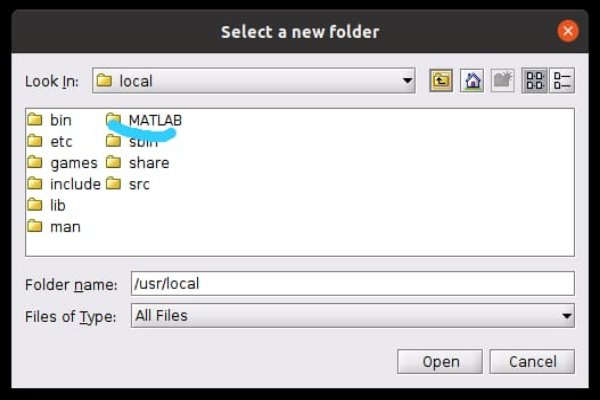 Select a new folder
Look In: local
bin MATLAB
etc sbin
games share
include src
lib
man
Folder name: /usr/local
Files of Type: All Files
Open Cancel